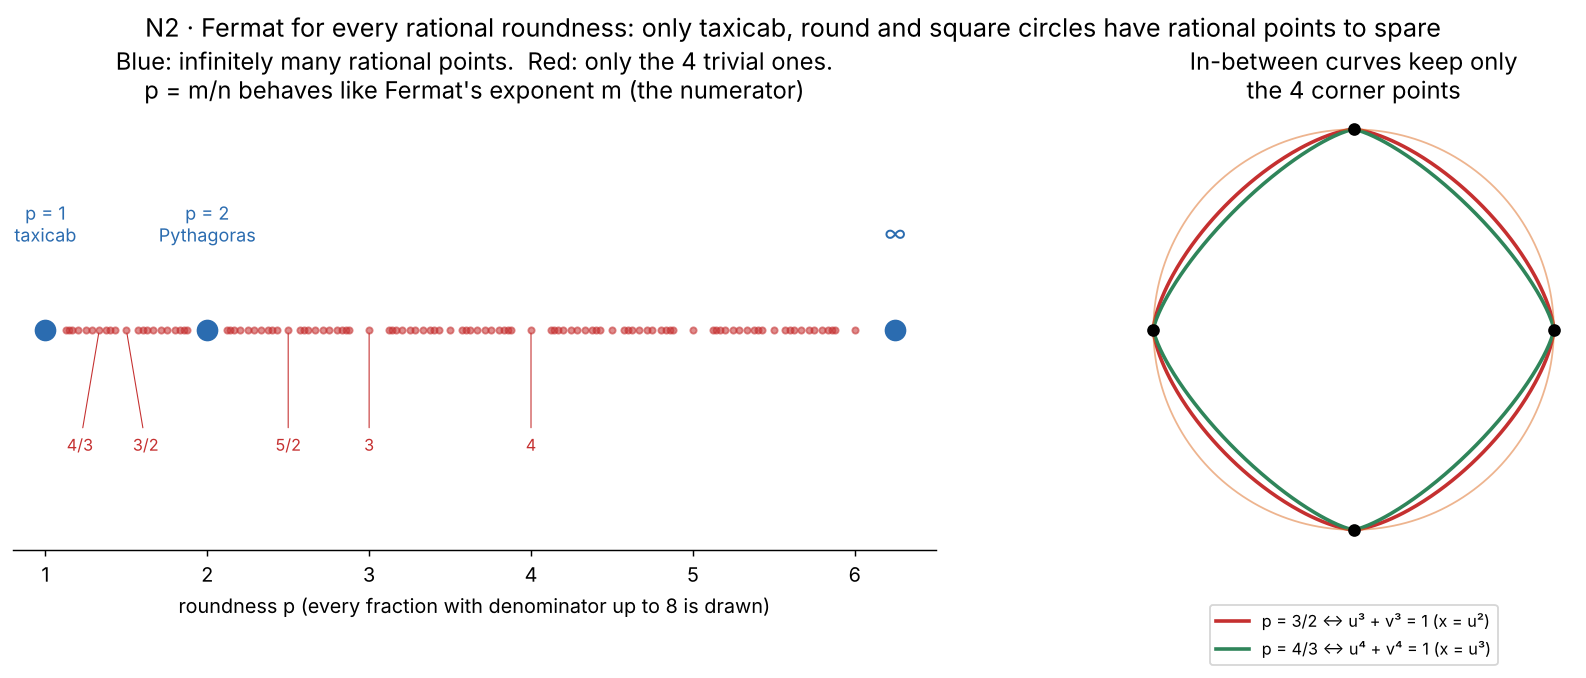 N2 · Fermat for every rational roundness: only taxicab, round and square circles have rational points to spare
Blue: infinitely many rational points.  Red: only the 4 trivial ones.
p = m/n behaves like Fermat's exponent m (the numerator)
p = 1
taxicab
p = 2
Pythagoras
∞
4/3
3/2
5/2
3
4
1
2
3
4
5
6
roundness p (every fraction with denominator up to 8 is drawn)
In-between curves keep only
the 4 corner points
p = 3/2 ↔ u³ + v³ = 1 (x = u²)
p = 4/3 ↔ u⁴ + v⁴ = 1 (x = u³)